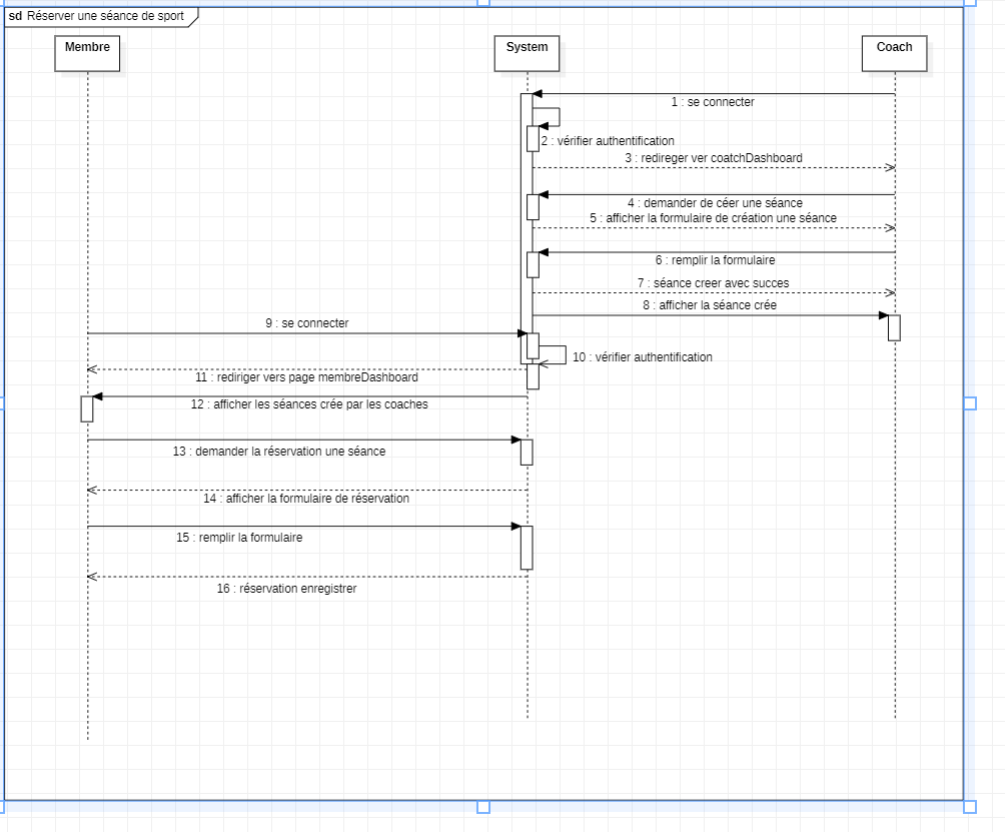 sd Réserver une séance de sport
Membre
System
Coach
1 : se connecter
2 : vérifier authentification
3 : redireger ver coatchDashboard
4 : demander de céer une séance
5 : afficher la formulaire de création une séance
6 : remplir la formulaire
7 : séance creer avec succes
8 : afficher la séance crée
9 : se connecter
10 : vérifier authentification
11 : rediriger vers page membreDashboard
12 : afficher les séances crée par les coaches
13 : demander la réservation une séance
14 : afficher la formulaire de réservation
15 : remplir la formulaire
16 : réservation enregistrer